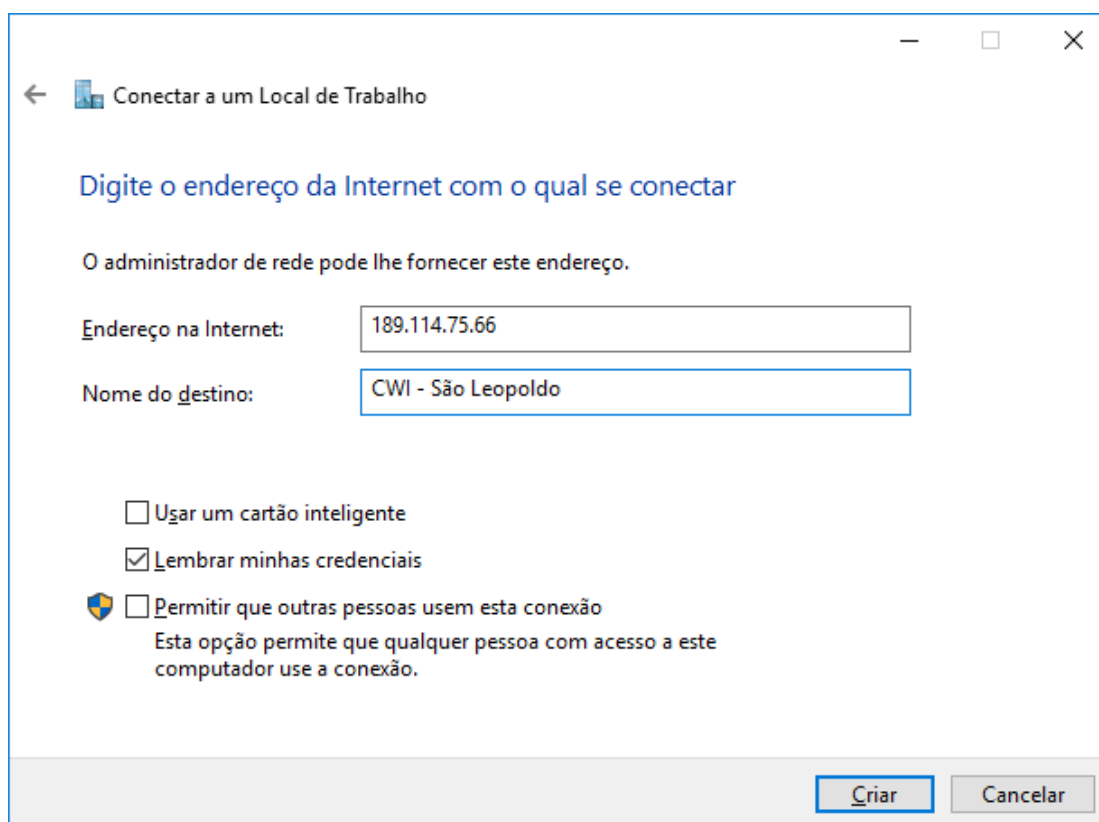 Conectar a um Local de Trabalho
Digite o endereço da Internet com o qual se conectar
O administrador de rede pode lhe fornecer este endereço.
Endereço na Internet: 189.114.75.66
Nome do destino: CWI - São Leopoldo
Usar um cartão inteligente
Lembrar minhas credenciais
Permitir que outras pessoas usem esta conexão
Esta opção permite que qualquer pessoa com acesso a este
computador use a conexão.
Criar Cancelar